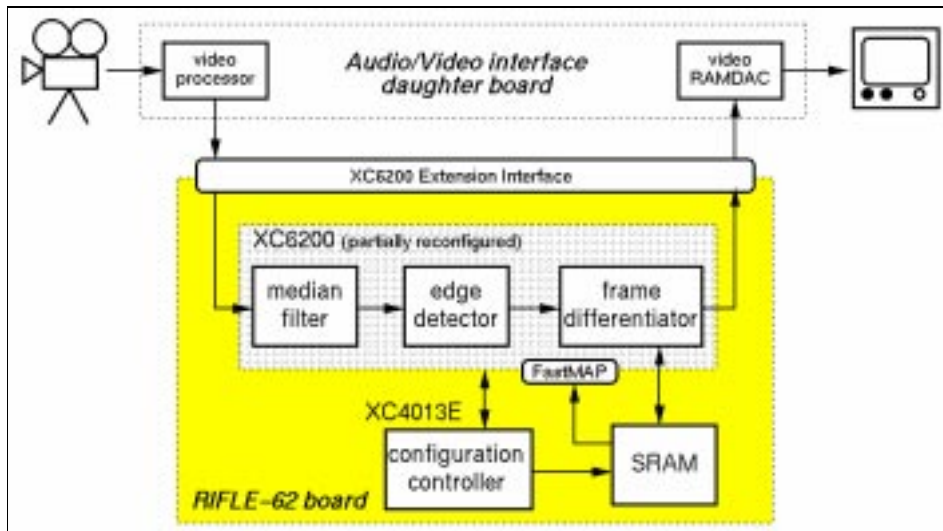 video
processor
Audio/Video interface
daughter board
video
RAMDAC
XC6200 Extension Interface
XC6200 (partially reconfigured)
median
filter
edge
detector
frame
differentiator
FastMAP
XC4013E
configuration
controller
SRAM
RIFLE-62 board